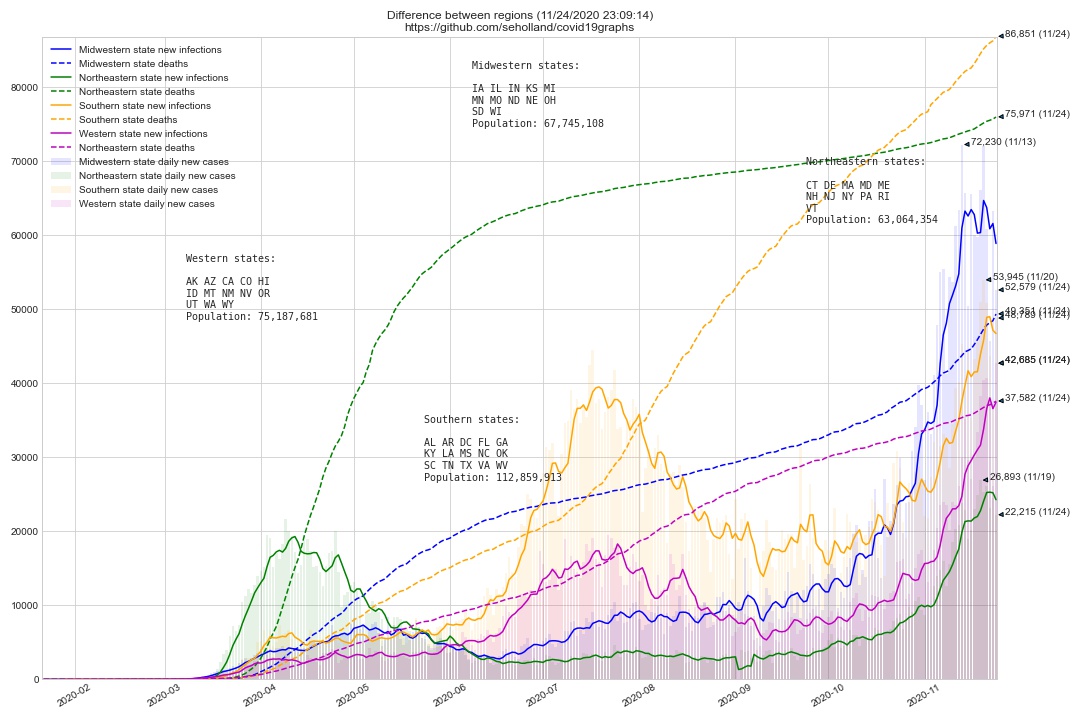 Difference between regions (11/24/2020 23:09:14)
https://github.com/seholland/covid19graphs
Midwestern state new infections
Midwestern state deaths
Northeastern state new infections
Northeastern state deaths
Southern state new infections
Southern state deaths
Western state new infections
Northeastern state deaths
Midwestern state daily new cases
Northeastern state daily new cases
Southern state daily new cases
Western state daily new cases
Midwestern states:
IA IL IN KS MI
MN MO ND NE OH
SD WI
Population: 67,745,108
Northeastern states:
CT DE MA MD ME
NH NJ NY PA RI
VT
Population: 63,064,354
Western states:
AK AZ CA CO HI
ID MT NM NV OR
UT WA WY
Population: 75,187,681
Southern states:
AL AR DC FL GA
KY LA MS NC OK
SC TN TX VA WV
Population: 112,859,913
86,851 (11/24)
75,971 (11/24)
72,230 (11/13)
53,945 (11/20)
52,579 (11/24)
49,351 (11/24)
42,685 (11/24)
37,582 (11/24)
26,893 (11/19)
22,215 (11/24)
80000
70000
60000
50000
40000
30000
20000
10000
0
2020-02
2020-03
2020-04
2020-05
2020-06
2020-07
2020-08
2020-09
2020-10
2020-11